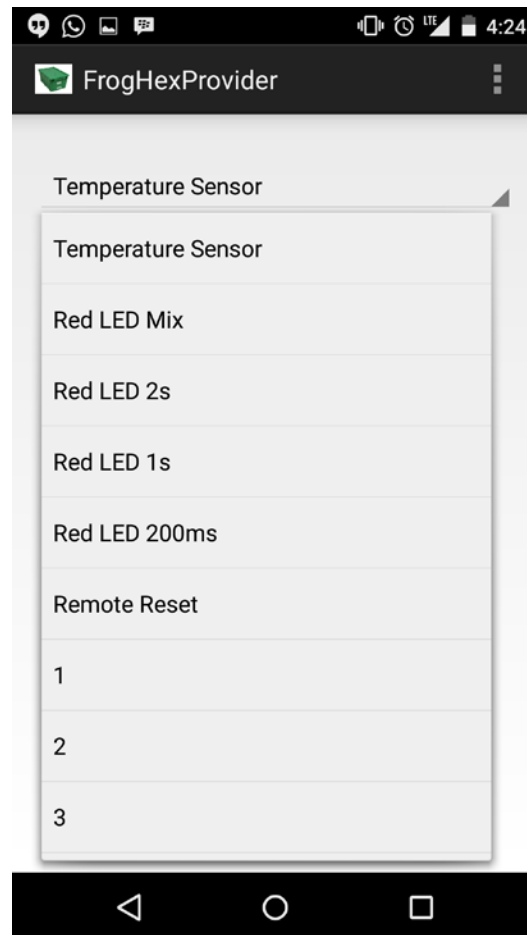 LTE 4:24
FrogHexProvider
Temperature Sensor
Temperature Sensor
Red LED Mix
Red LED 2s
Red LED 1s
Red LED 200ms
Remote Reset
1
2
3